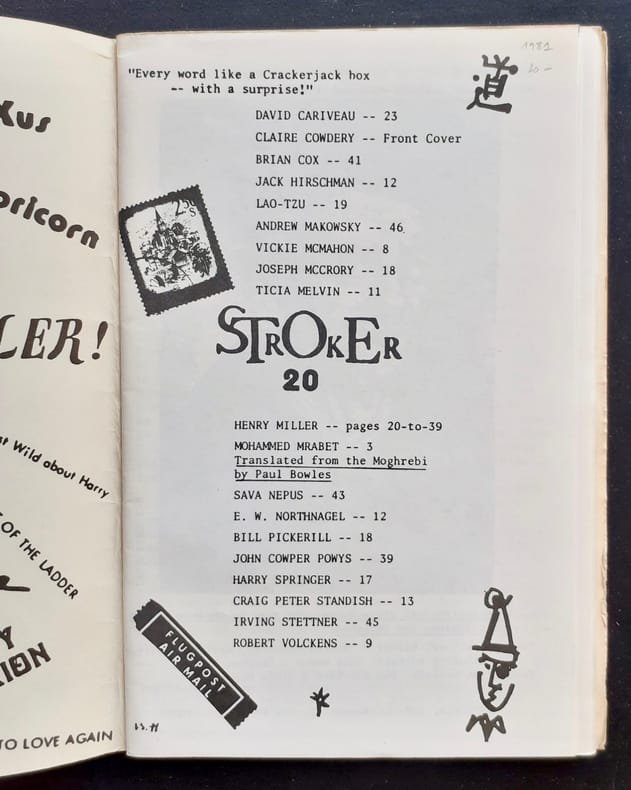 xus
pricorn
LER!
t Wild about Harry
OF THE LADDER
Y
ION
TO LOVE AGAIN
1981
20 —
道
"Every word like a Crackerjack box
-- with a surprise!"
DAVID CARIVEAU -- 23
CLAIRE COWDERY -- Front Cover
BRIAN COX -- 41
JACK HIRSCHMAN -- 12
LAO-TZU -- 19
ANDREW MAKOWSKY -- 46
VICKIE MCMAHON -- 8
JOSEPH MCCRORY -- 18
TICIA MELVIN -- 11
STROKER
20
HENRY MILLER -- pages 20-to-39
MOHAMMED MRABET -- 3
Translated from the Moghrebi
by Paul Bowles
SAVA NEPUS -- 43
E. W. NORTHNAGEL -- 12
BILL PICKERILL -- 18
JOHN COWPER POWYS -- 39
HARRY SPRINGER -- 17
CRAIG PETER STANDISH -- 13
IRVING STETTNER -- 45
ROBERT VOLCKENS -- 9
FLUGPOST
AIR MAIL